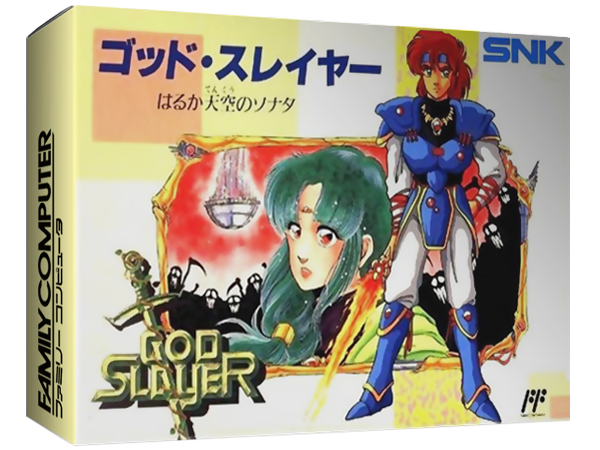 ゴッド・スレイヤー
はるか天空のソナタ
てんくう
SNK
GOD
SLAYER
FAMILY COMPUTER
ファミリー コンピュータ